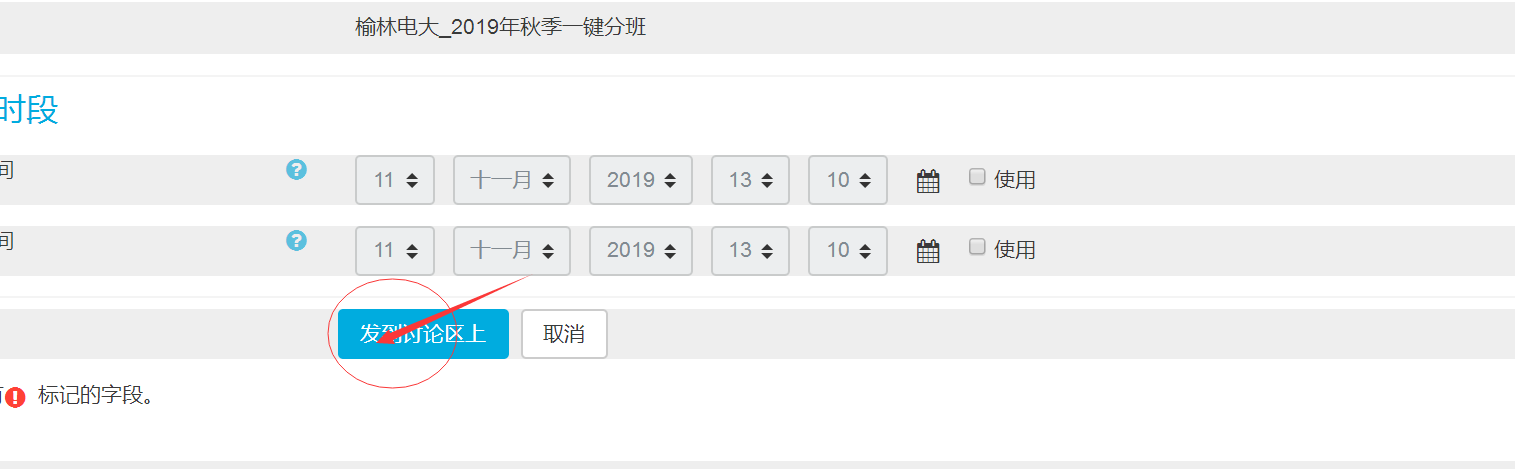 榆林电大_2019年秋季一键分班
时段
间 ? 11 十一月 2019 13 10 使用
间 ? 11 十一月 2019 13 10 使用
发到讨论区上 取消
! 标记的字段。